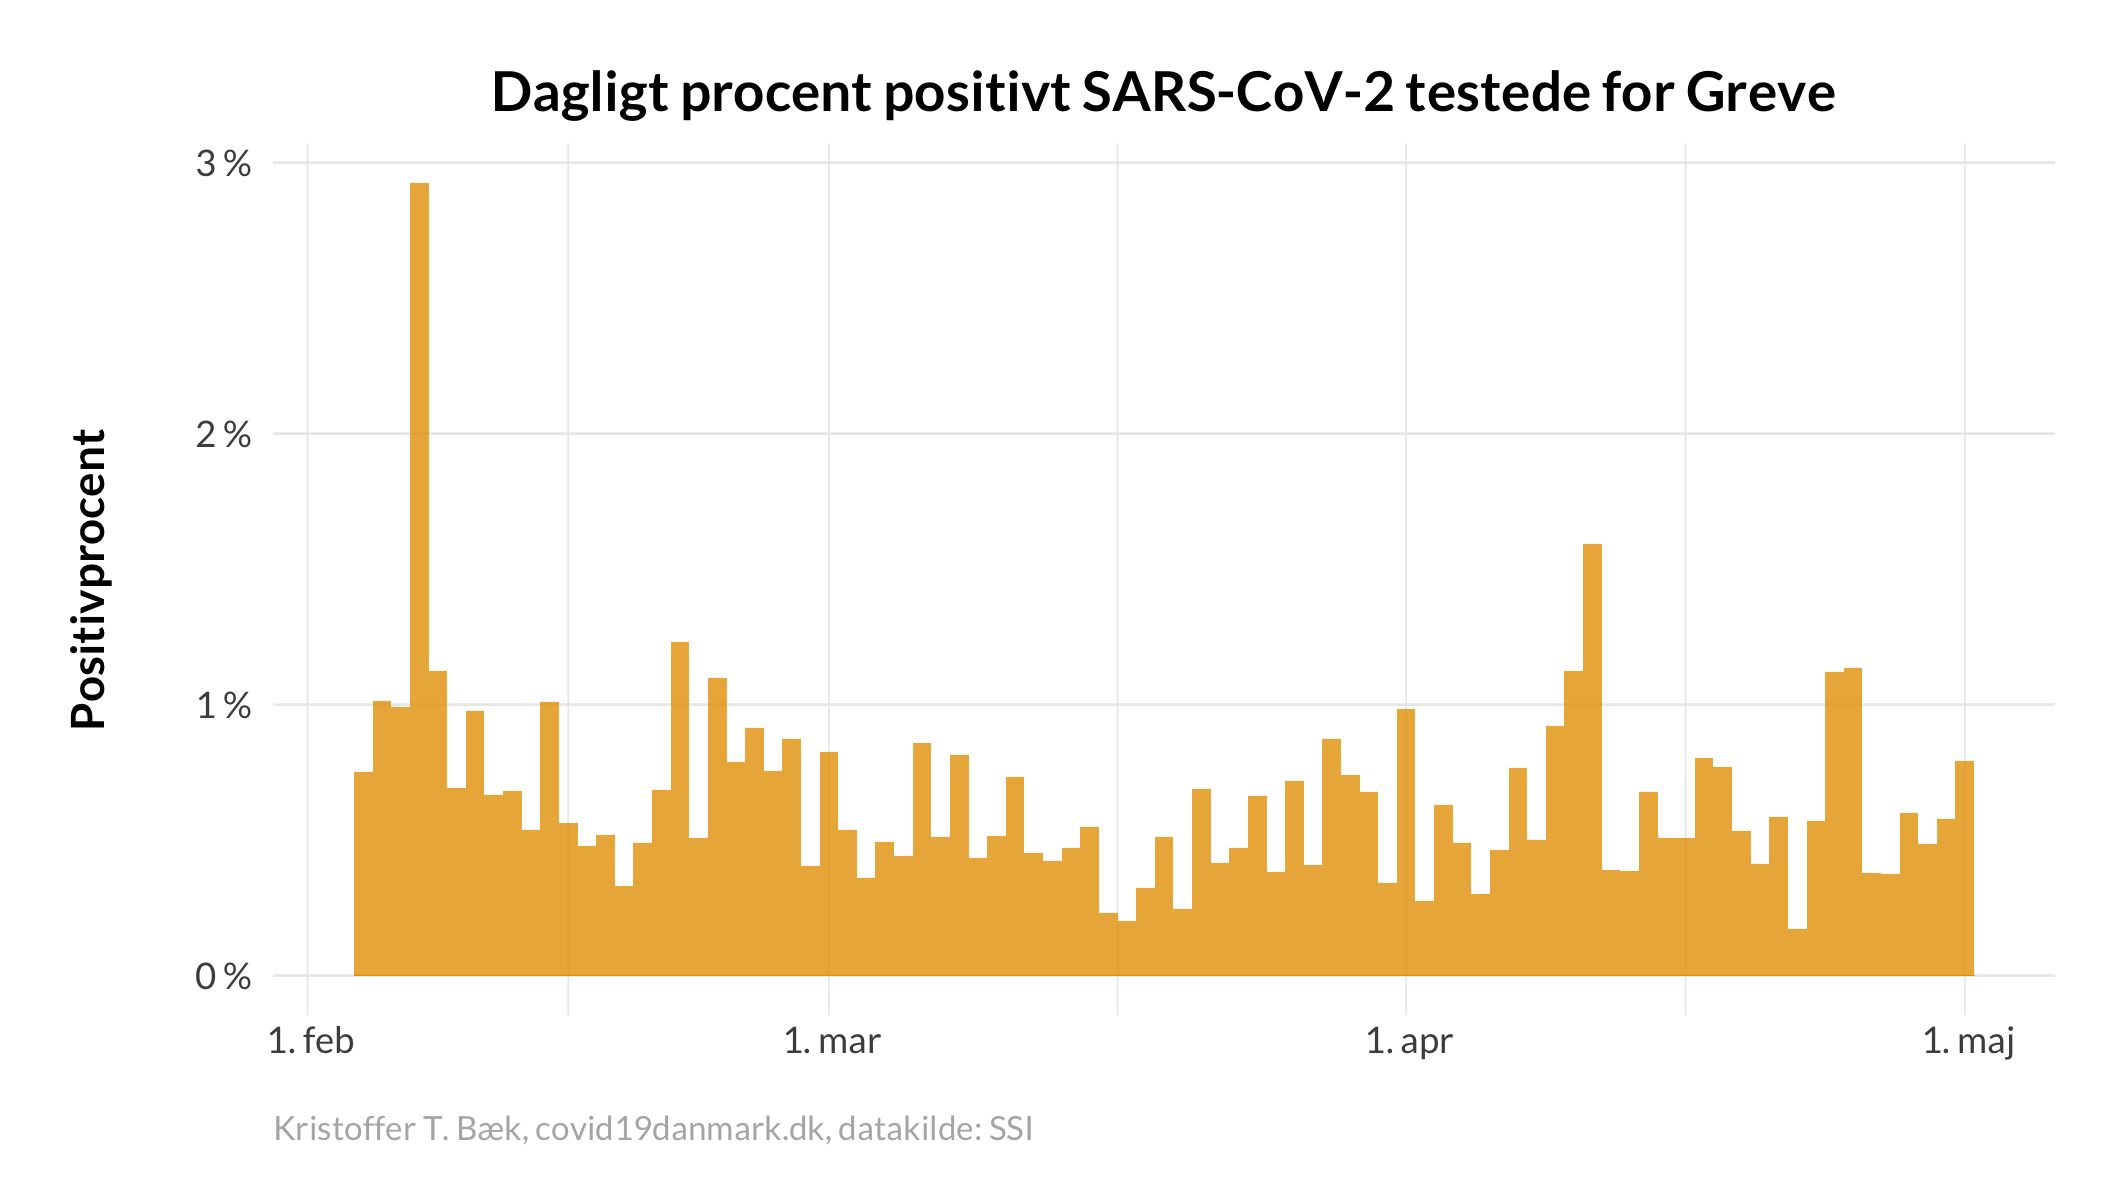 Dagligt procent positivt SARS-CoV-2 testede for Greve
Positivprocent
3 %
2 %
1 %
0 %
1. feb
1. mar
1. apr
1. maj
Kristoffer T. Bæk, covid19danmark.dk, datakilde: SSI